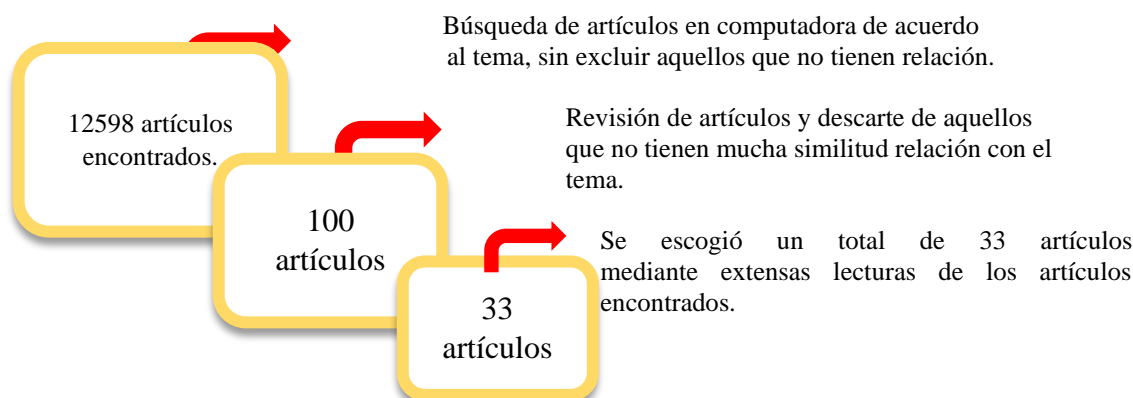 Búsqueda de artículos en computadora de acuerdo
al tema, sin excluir aquellos que no tienen relación.
12598 artículos
encontrados.
Revisión de artículos y descarte de aquellos
que no tienen mucha similitud relación con el
tema.
100
artículos
Se escogió un total de 33 artículos
mediante extensas lecturas de los artículos
encontrados.
33
artículos